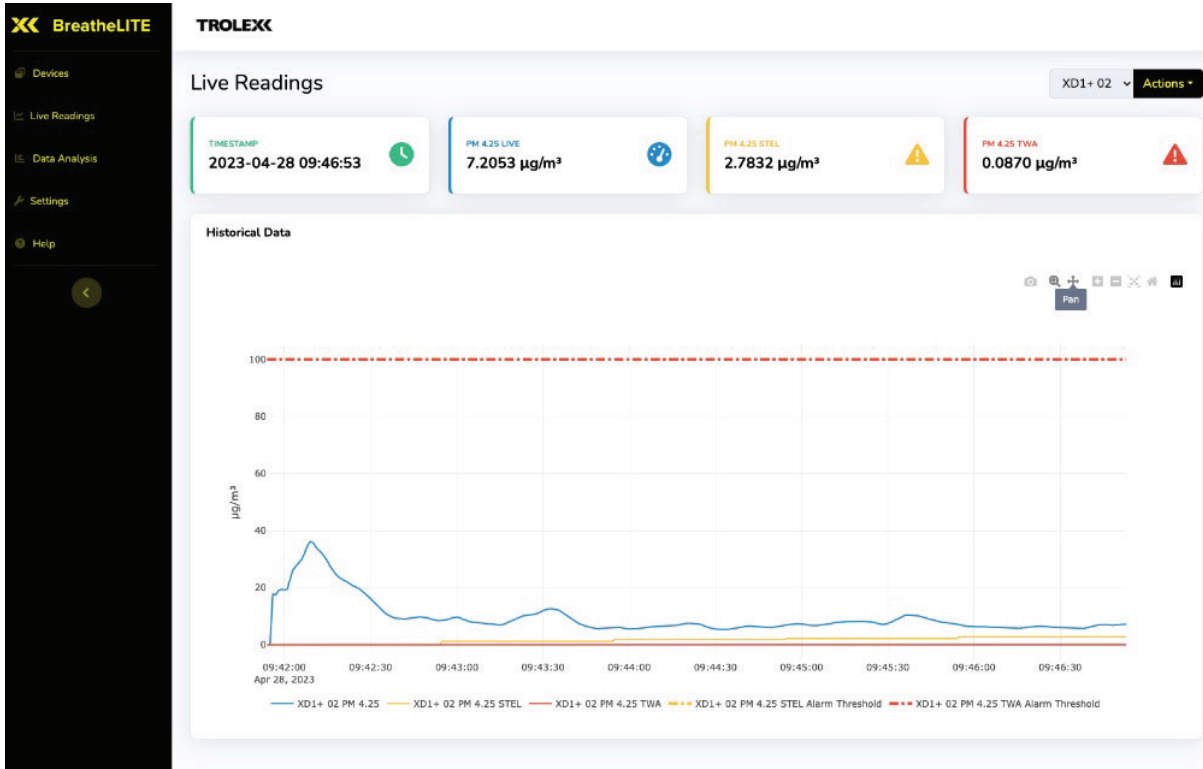 BreatheLITE
TROLEX
Devices
Live Readings
Data Analysis
Settings
Help
Live Readings
XD1+ 02
Actions
TIMESTAMP
2023-04-28 09:46:53
PM 4.25 LIVE
7.2053 µg/m³
PM 4.25 STEL
2.7832 µg/m³
PM 4.25 TWA
0.0870 µg/m³
Historical Data
Pan
100
80
60
40
20
0
µg/m³
09:42:00 09:42:30 09:43:00 09:43:30 09:44:00 09:44:30 09:45:00 09:45:30 09:46:00 09:46:30
Apr 28, 2023
XD1+ 02 PM 4.25 XD1+ 02 PM 4.25 STEL XD1+ 02 PM 4.25 TWA XD1+ 02 PM 4.25 STEL Alarm Threshold XD1+ 02 PM 4.25 TWA Alarm Threshold